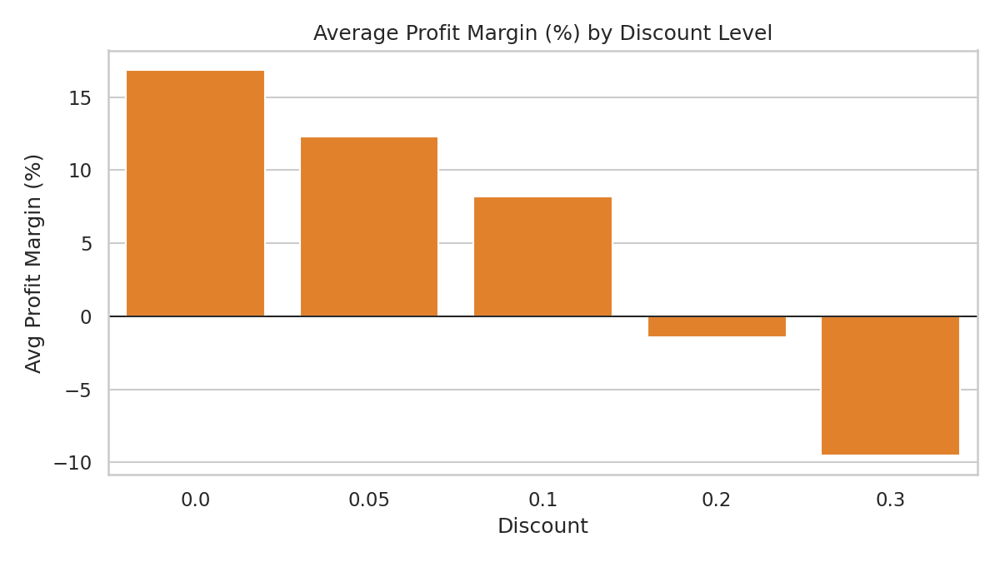 Average Profit Margin (%) by Discount Level
Avg Profit Margin (%)
15
10
5
0
−5
−10
0.0 0.05 0.1 0.2 0.3
Discount